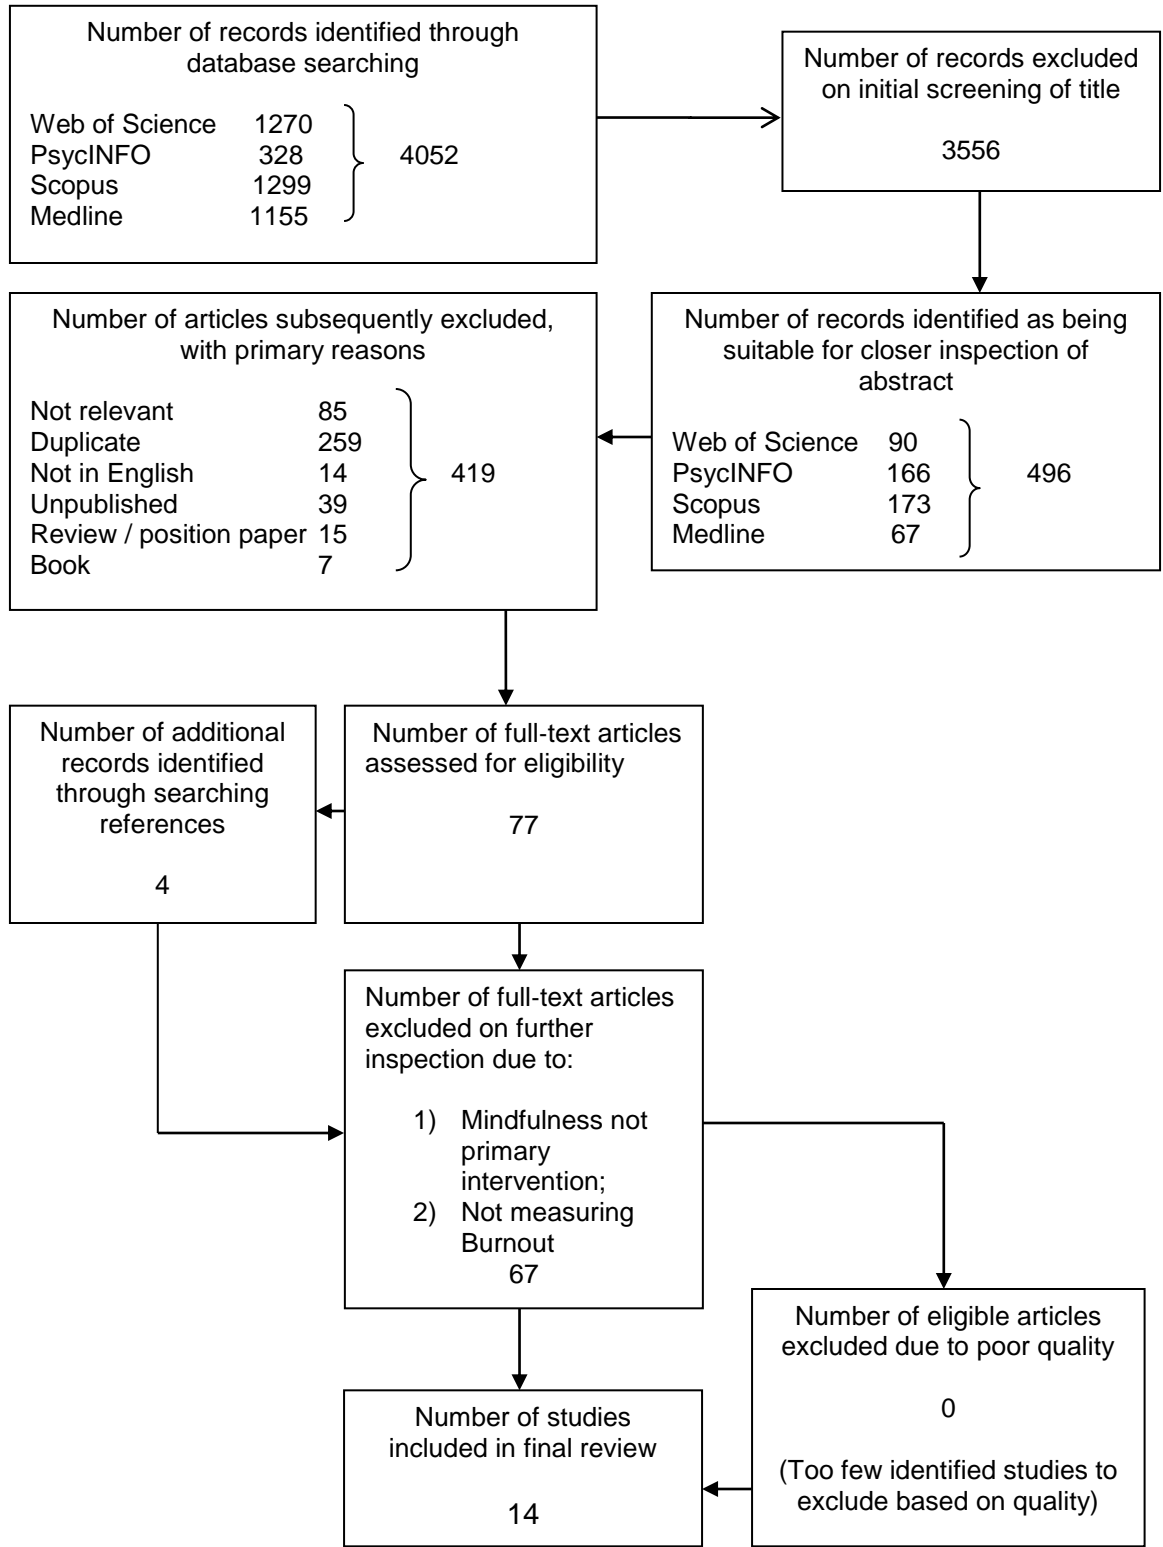 Number of records identified through
database searching
Web of Science 1270
PsycINFO 328
Scopus 1299
Medline 1155
4052
Number of records excluded
on initial screening of title
3556
Number of records identified as being
suitable for closer inspection of
abstract
Web of Science 90
PsycINFO 166
Scopus 173
Medline 67
496
Number of articles subsequently excluded,
with primary reasons
Not relevant 85
Duplicate 259
Not in English 14
Unpublished 39
Review / position paper 15
Book 7
419
Number of additional
records identified
through searching
references
4
Number of full-text articles
assessed for eligibility
77
Number of full-text articles
excluded on further
inspection due to:
1) Mindfulness not
primary
intervention;
2) Not measuring
Burnout
67
Number of eligible articles
excluded due to poor quality
0
(Too few identified studies to
exclude based on quality)
Number of studies
included in final review
14